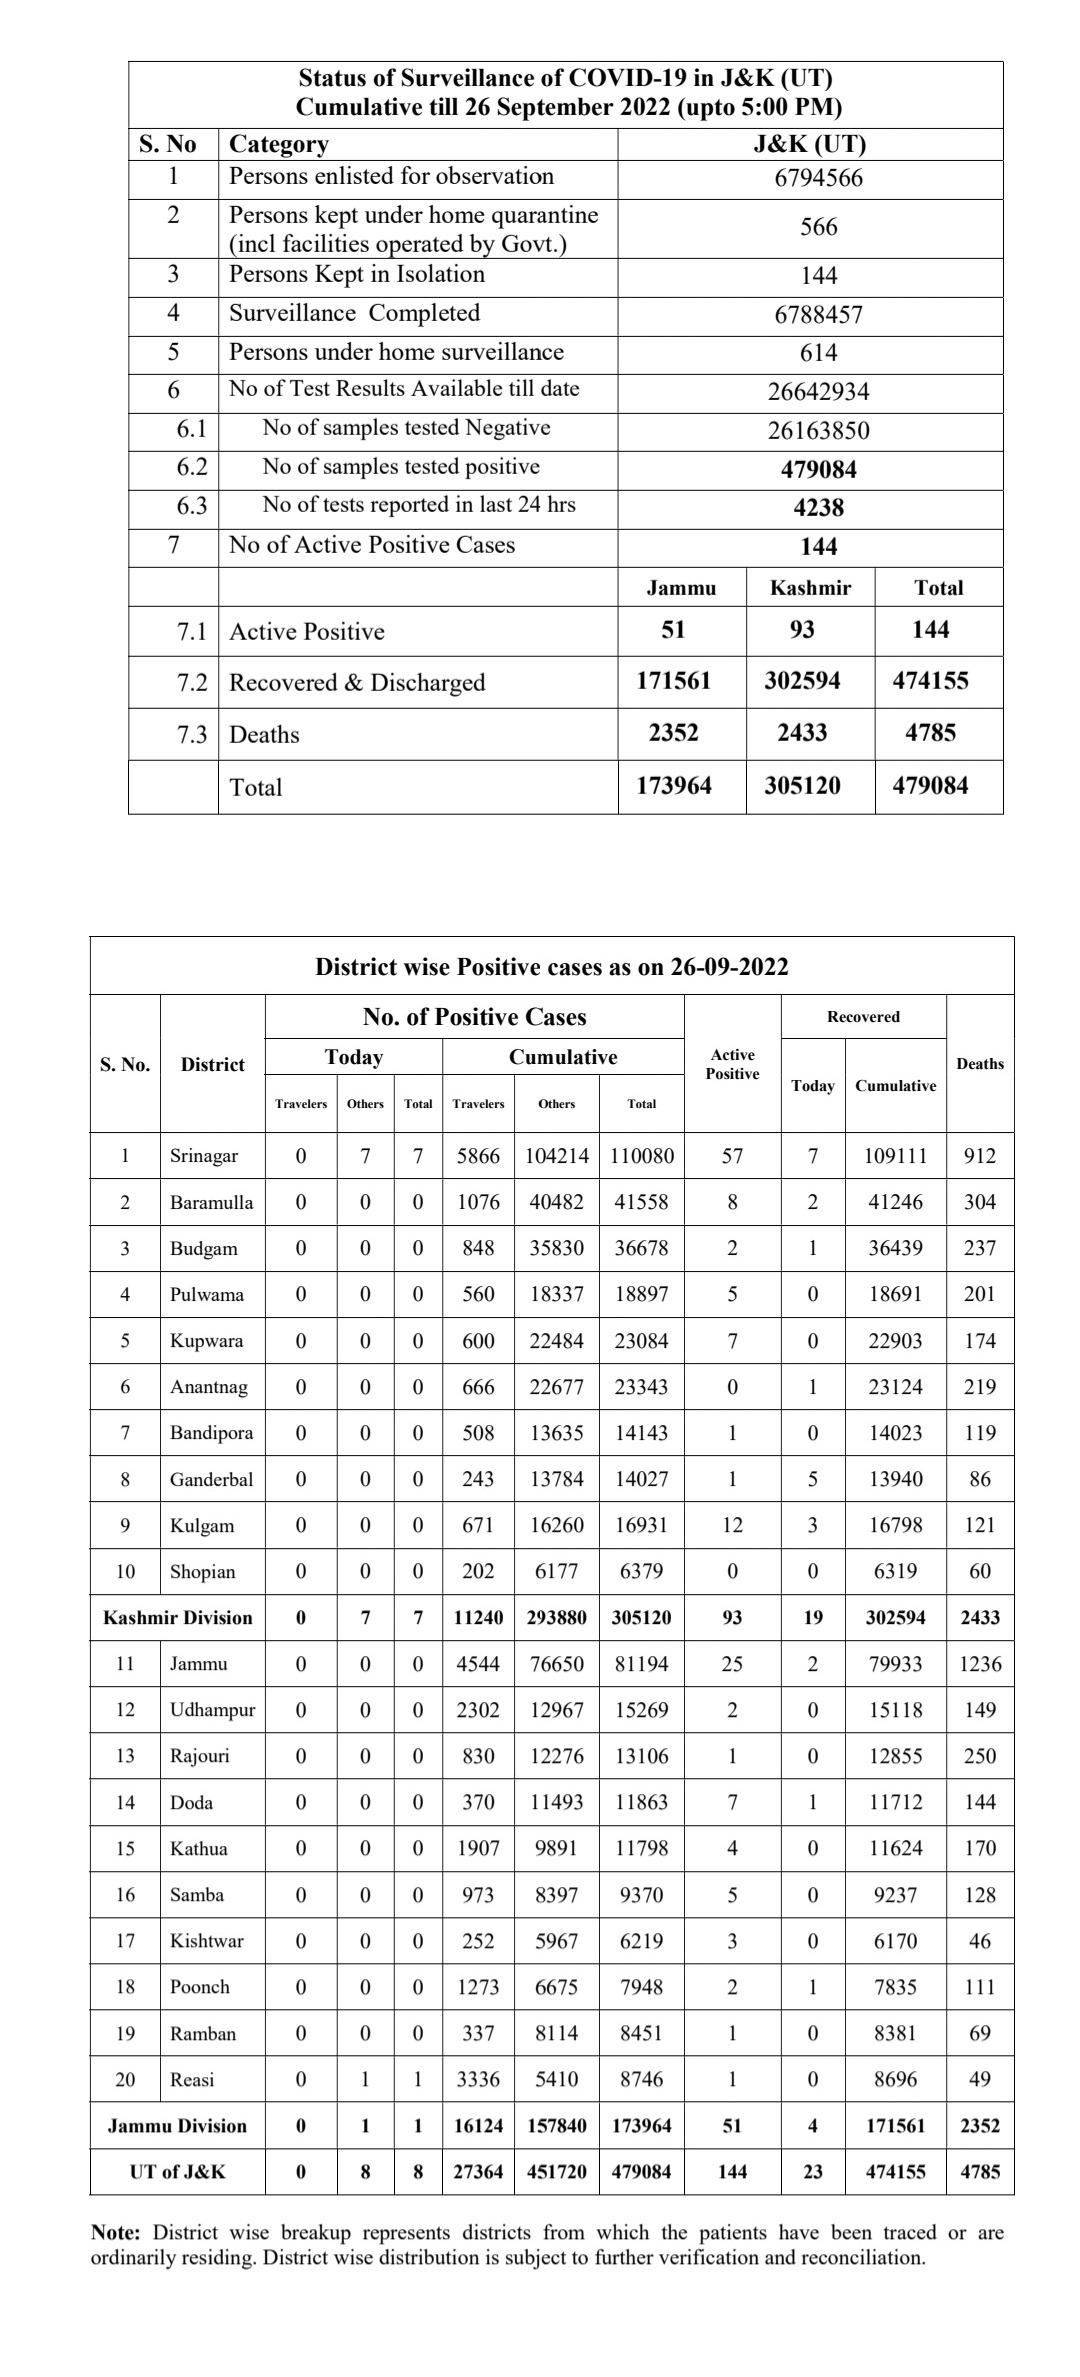 Status of Surveillance of COVID-19 in J&K (UT)
Cumulative till 26 September 2022 (upto 5:00 PM)
S. No Category J&K (UT)
1 Persons enlisted for observation 6794566
2 Persons kept under home quarantine
(incl facilities operated by Govt.) 566
3 Persons Kept in Isolation 144
4 Surveillance Completed 6788457
5 Persons under home surveillance 614
6 No of Test Results Available till date 26642934
6.1 No of samples tested Negative 26163850
6.2 No of samples tested positive 479084
6.3 No of tests reported in last 24 hrs 4238
7 No of Active Positive Cases 144
Jammu Kashmir Total
7.1 Active Positive 51 93 144
7.2 Recovered & Discharged 171561 302594 474155
7.3 Deaths 2352 2433 4785
Total 173964 305120 479084
District wise Positive cases as on 26-09-2022
No. of Positive Cases Recovered
S. No. District Today Cumulative Active
Positive Deaths
Today Cumulative
Travelers Others Total Travelers Others Total
1 Srinagar 0 7 7 5866 104214 110080 57 7 109111 912
2 Baramulla 0 0 0 1076 40482 41558 8 2 41246 304
3 Budgam 0 0 0 848 35830 36678 2 1 36439 237
4 Pulwama 0 0 0 560 18337 18897 5 0 18691 201
5 Kupwara 0 0 0 600 22484 23084 7 0 22903 174
6 Anantnag 0 0 0 666 22677 23343 0 1 23124 219
7 Bandipora 0 0 0 508 13635 14143 1 0 14023 119
8 Ganderbal 0 0 0 243 13784 14027 1 5 13940 86
9 Kulgam 0 0 0 671 16260 16931 12 3 16798 121
10 Shopian 0 0 0 202 6177 6379 0 0 6319 60
Kashmir Division 0 7 7 11240 293880 305120 93 19 302594 2433
11 Jammu 0 0 0 4544 76650 81194 25 2 79933 1236
12 Udhampur 0 0 0 2302 12967 15269 2 0 15118 149
13 Rajouri 0 0 0 830 12276 13106 1 0 12855 250
14 Doda 0 0 0 370 11493 11863 7 1 11712 144
15 Kathua 0 0 0 1907 9891 11798 4 0 11624 170
16 Samba 0 0 0 973 8397 9370 5 0 9237 128
17 Kishtwar 0 0 0 252 5967 6219 3 0 6170 46
18 Poonch 0 0 0 1273 6675 7948 2 1 7835 111
19 Ramban 0 0 0 337 8114 8451 1 0 8381 69
20 Reasi 0 1 1 3336 5410 8746 1 0 8696 49
Jammu Division 0 1 1 16124 157840 173964 51 4 171561 2352
UT of J&K 0 8 8 27364 451720 479084 144 23 474155 4785
Note: District wise breakup represents districts from which the patients have been traced or are
ordinarily residing. District wise distribution is subject to further verification and reconciliation.